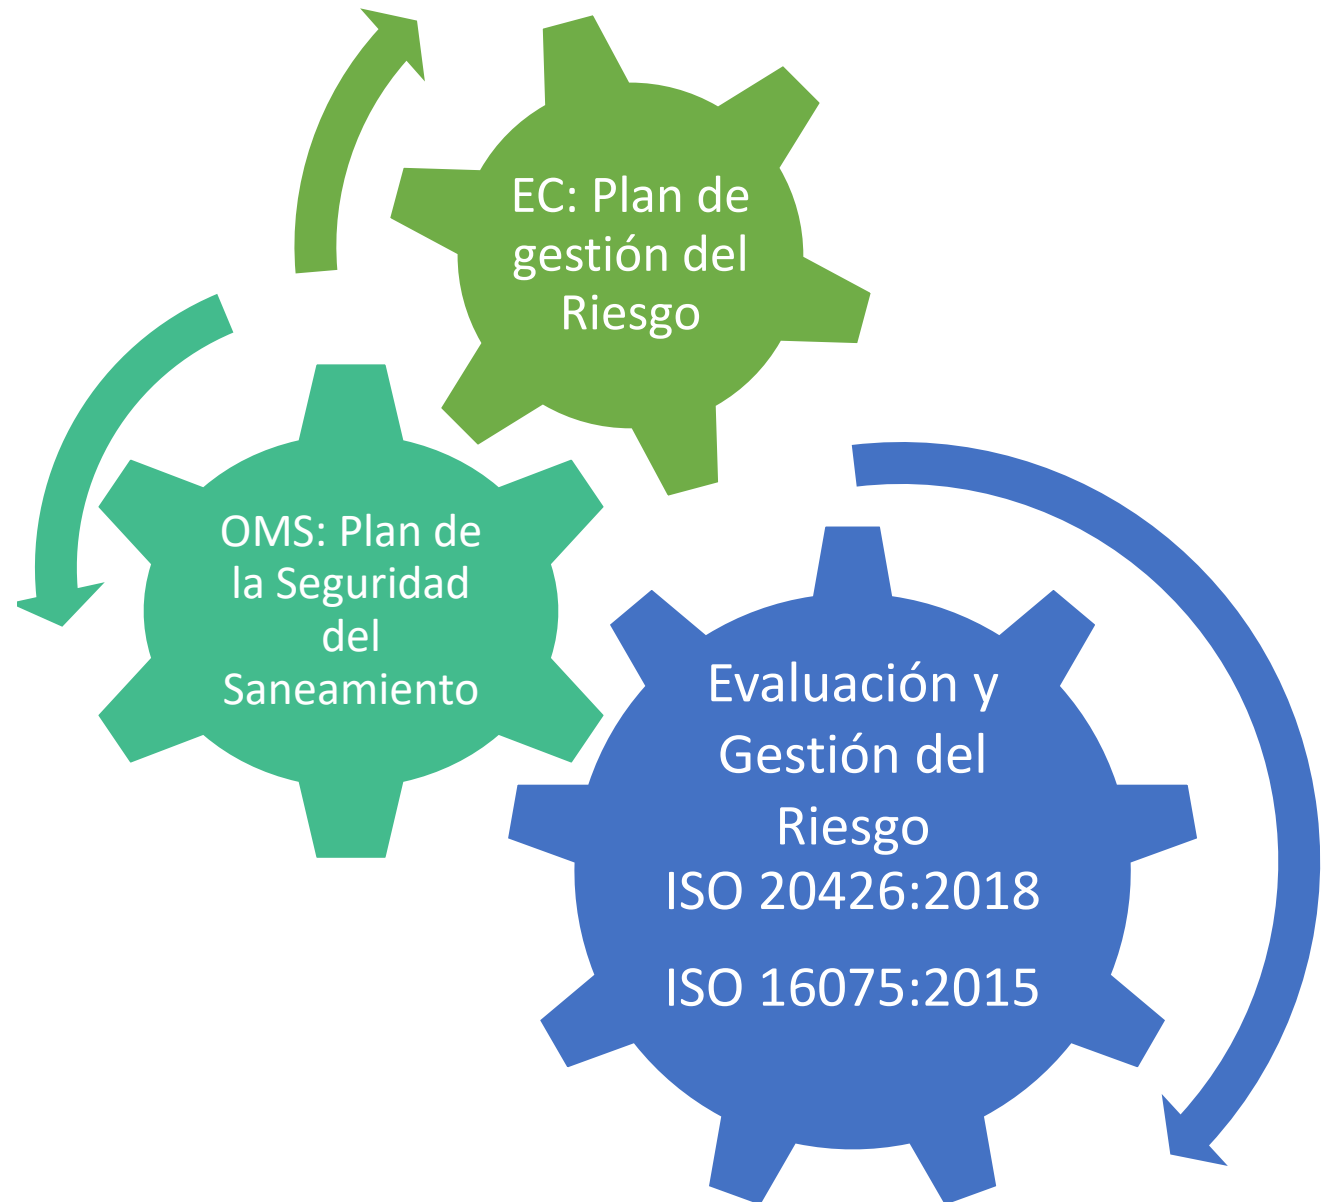 EC: Plan de
gestión del
Riesgo
OMS: Plan de
la Seguridad
del
Saneamiento
Evaluación y
Gestión del
Riesgo
ISO 20426:2018
ISO 16075:2015